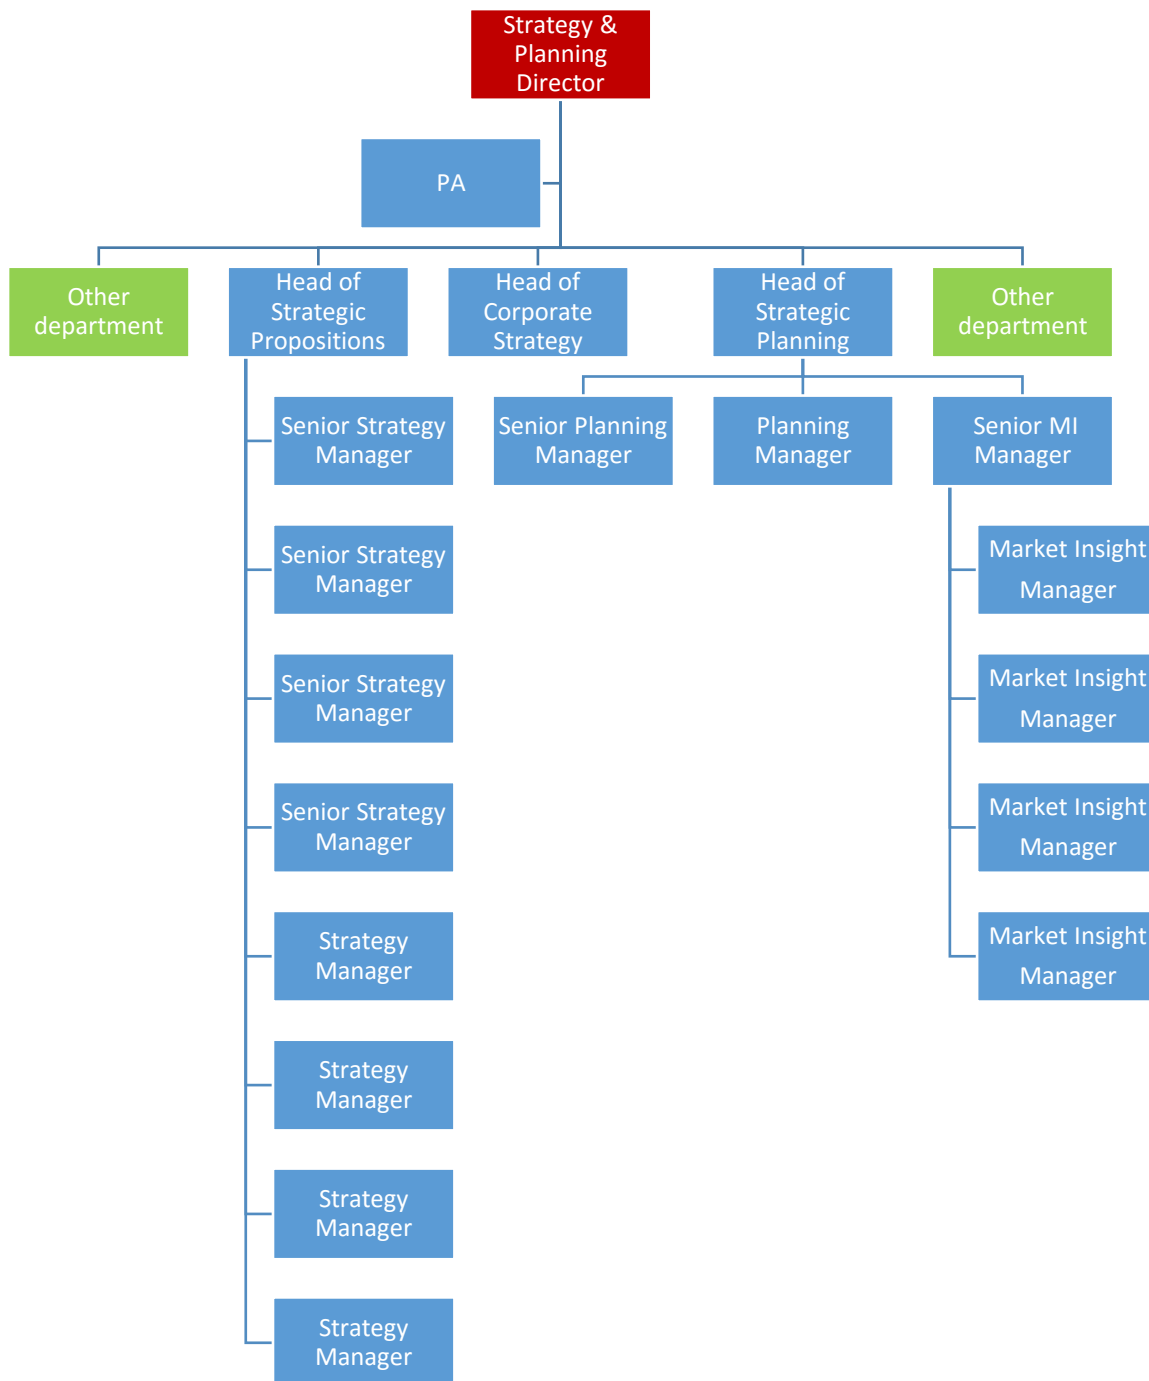 Strategy &
Planning
Director
PA
Other
department
Head of
Strategic
Propositions
Head of
Corporate
Strategy
Head of
Strategic
Planning
Other
department
Senior Strategy
Manager
Senior Planning
Manager
Planning
Manager
Senior MI
Manager
Senior Strategy
Manager
Market Insight
Manager
Senior Strategy
Manager
Market Insight
Manager
Senior Strategy
Manager
Market Insight
Manager
Strategy
Manager
Market Insight
Manager
Strategy
Manager
Strategy
Manager
Strategy
Manager